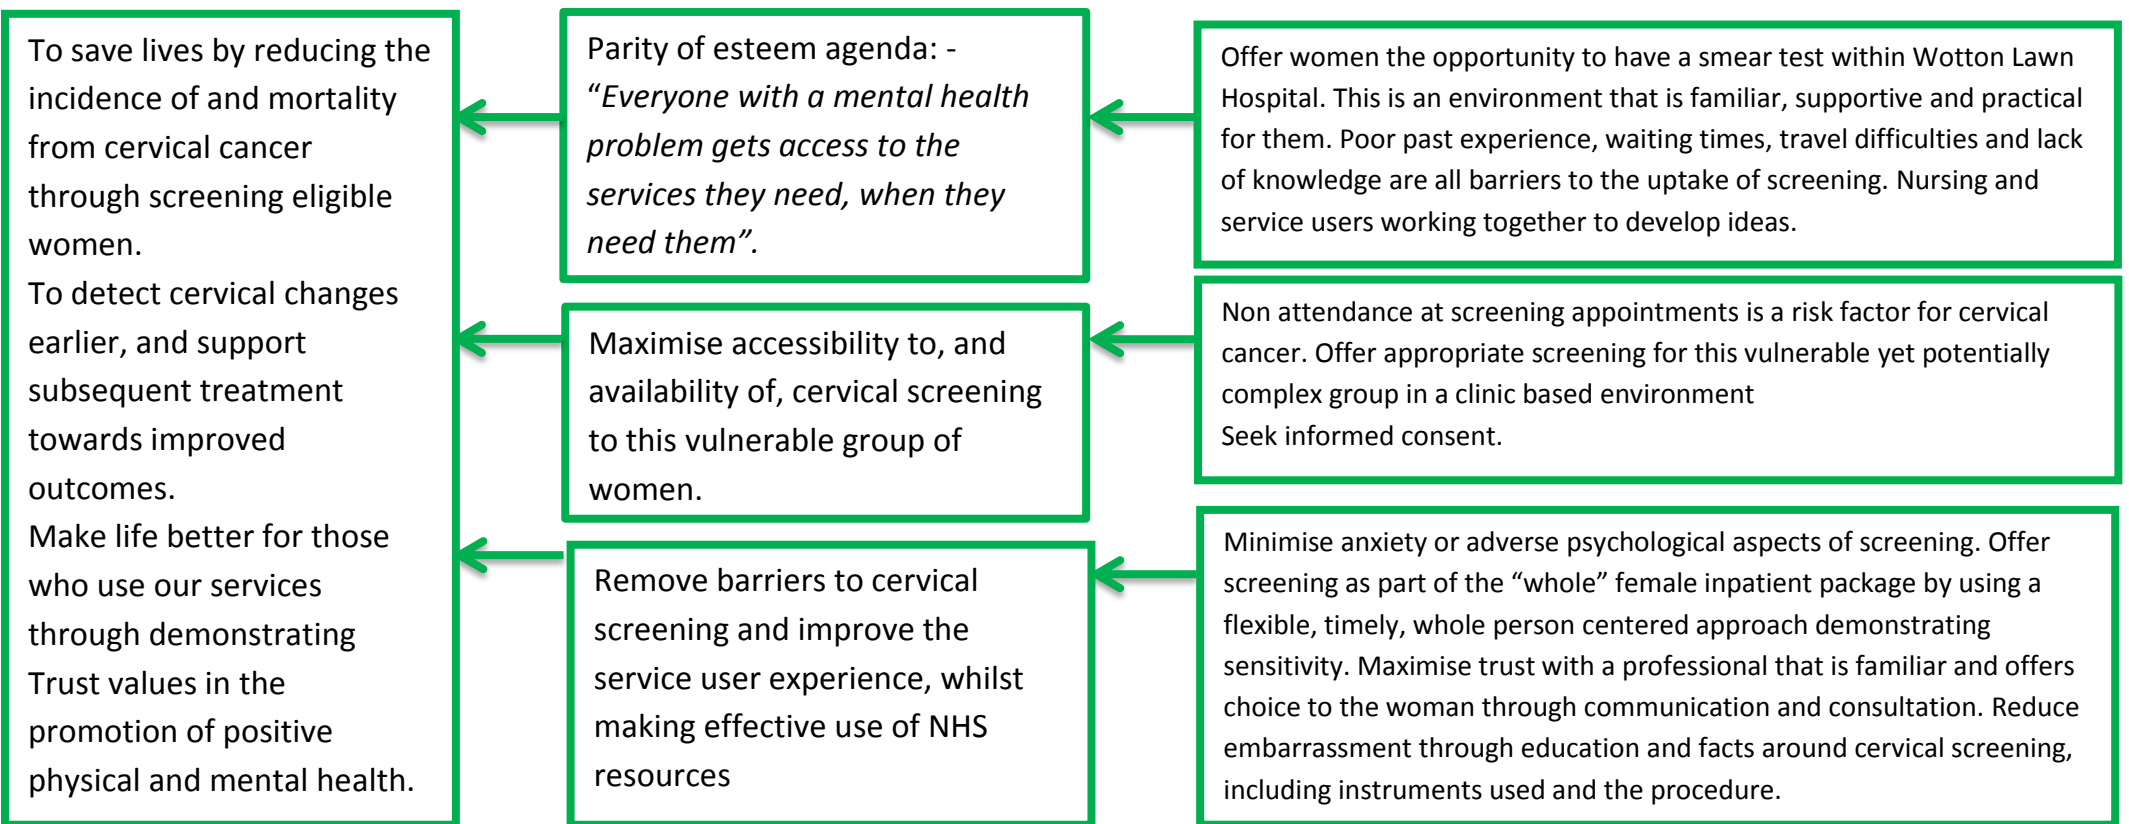 To save lives by reducing the
incidence of and mortality
from cervical cancer
through screening eligible
women.
To detect cervical changes
earlier, and support
subsequent treatment
towards improved
outcomes.
Make life better for those
who use our services
through demonstrating
Trust values in the
promotion of positive
physical and mental health.
Parity of esteem agenda: -
“Everyone with a mental health
problem gets access to the
services they need, when they
need them”.
Maximise accessibility to, and
availability of, cervical screening
to this vulnerable group of
women.
Remove barriers to cervical
screening and improve the
service user experience, whilst
making effective use of NHS
resources
Offer women the opportunity to have a smear test within Wotton Lawn
Hospital. This is an environment that is familiar, supportive and practical
for them. Poor past experience, waiting times, travel difficulties and lack
of knowledge are all barriers to the uptake of screening. Nursing and
service users working together to develop ideas.
Non attendance at screening appointments is a risk factor for cervical
cancer. Offer appropriate screening for this vulnerable yet potentially
complex group in a clinic based environment
Seek informed consent.
Minimise anxiety or adverse psychological aspects of screening. Offer
screening as part of the “whole” female inpatient package by using a
flexible, timely, whole person centered approach demonstrating
sensitivity. Maximise trust with a professional that is familiar and offers
choice to the woman through communication and consultation. Reduce
embarrassment through education and facts around cervical screening,
including instruments used and the procedure.